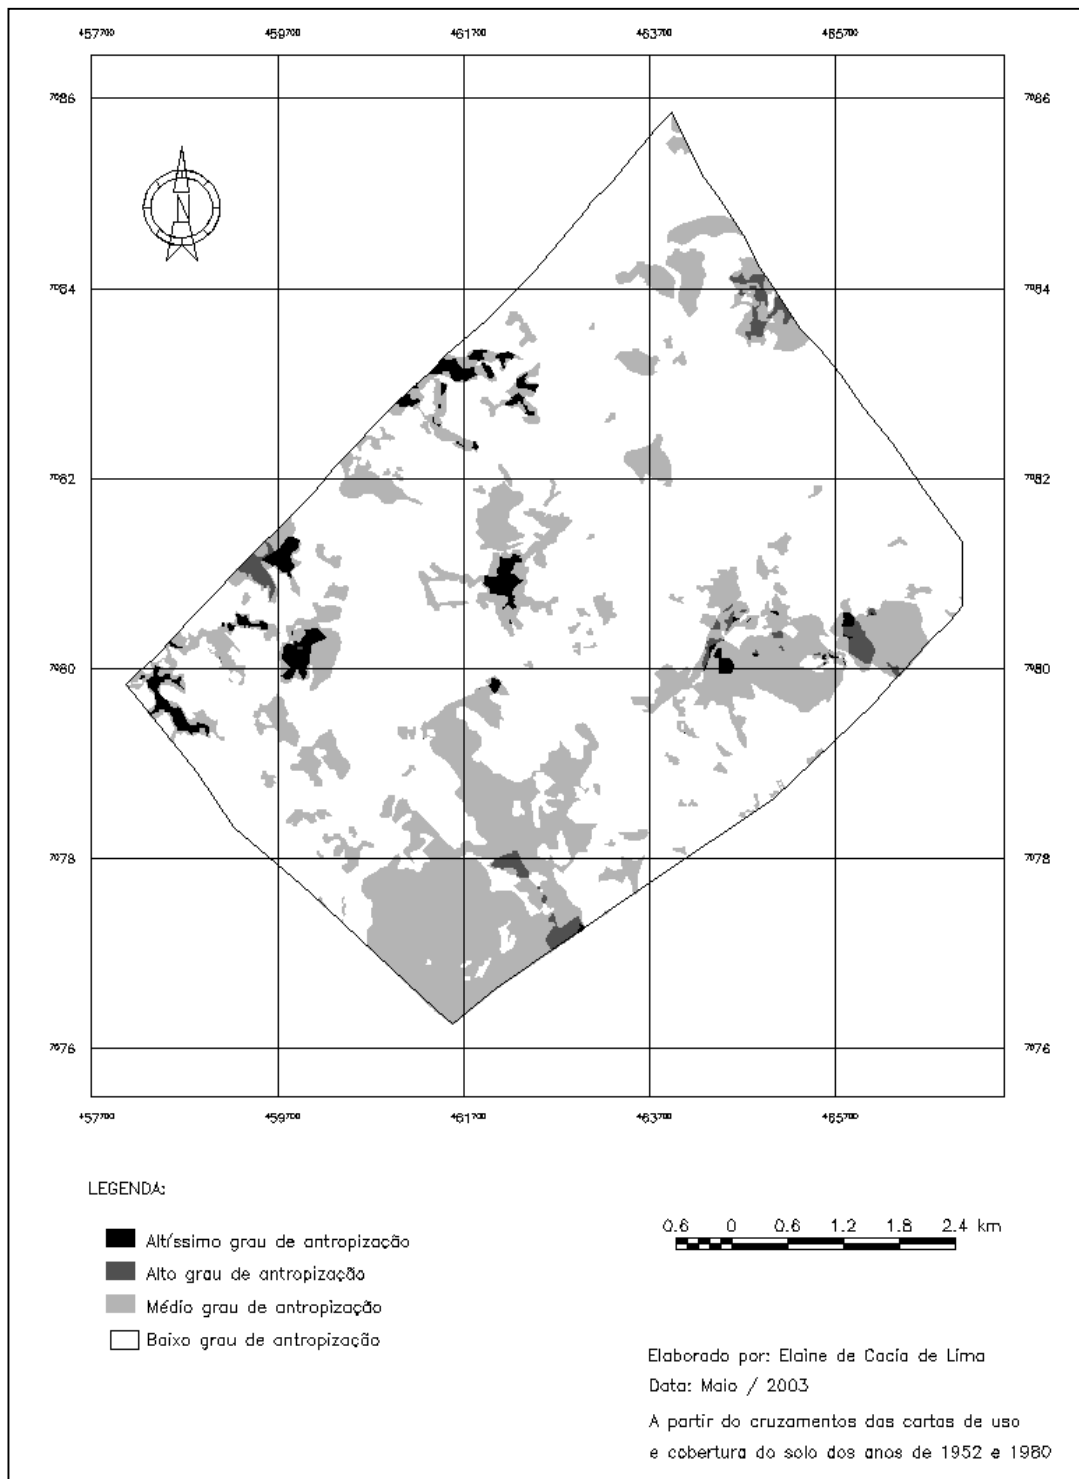 457700 459700 461700 463700 465700
7086 7086
N
7084 7084
7082 7082
7080 7080
7078 7078
7076 7076
457700 459700 461700 463700 465700
LEGENDA:
0.6 0 0.6 1.2 1.8 2.4 km
Altíssimo grau de antropização
Alto grau de antropização
Médio grau de antropização
Baixo grau de antropização
Elaborado por: Elaine de Cacia de Lima
Data: Maio / 2003
A partir do cruzamentos das cartas de uso
e cobertura do solo dos anos de 1952 e 1980